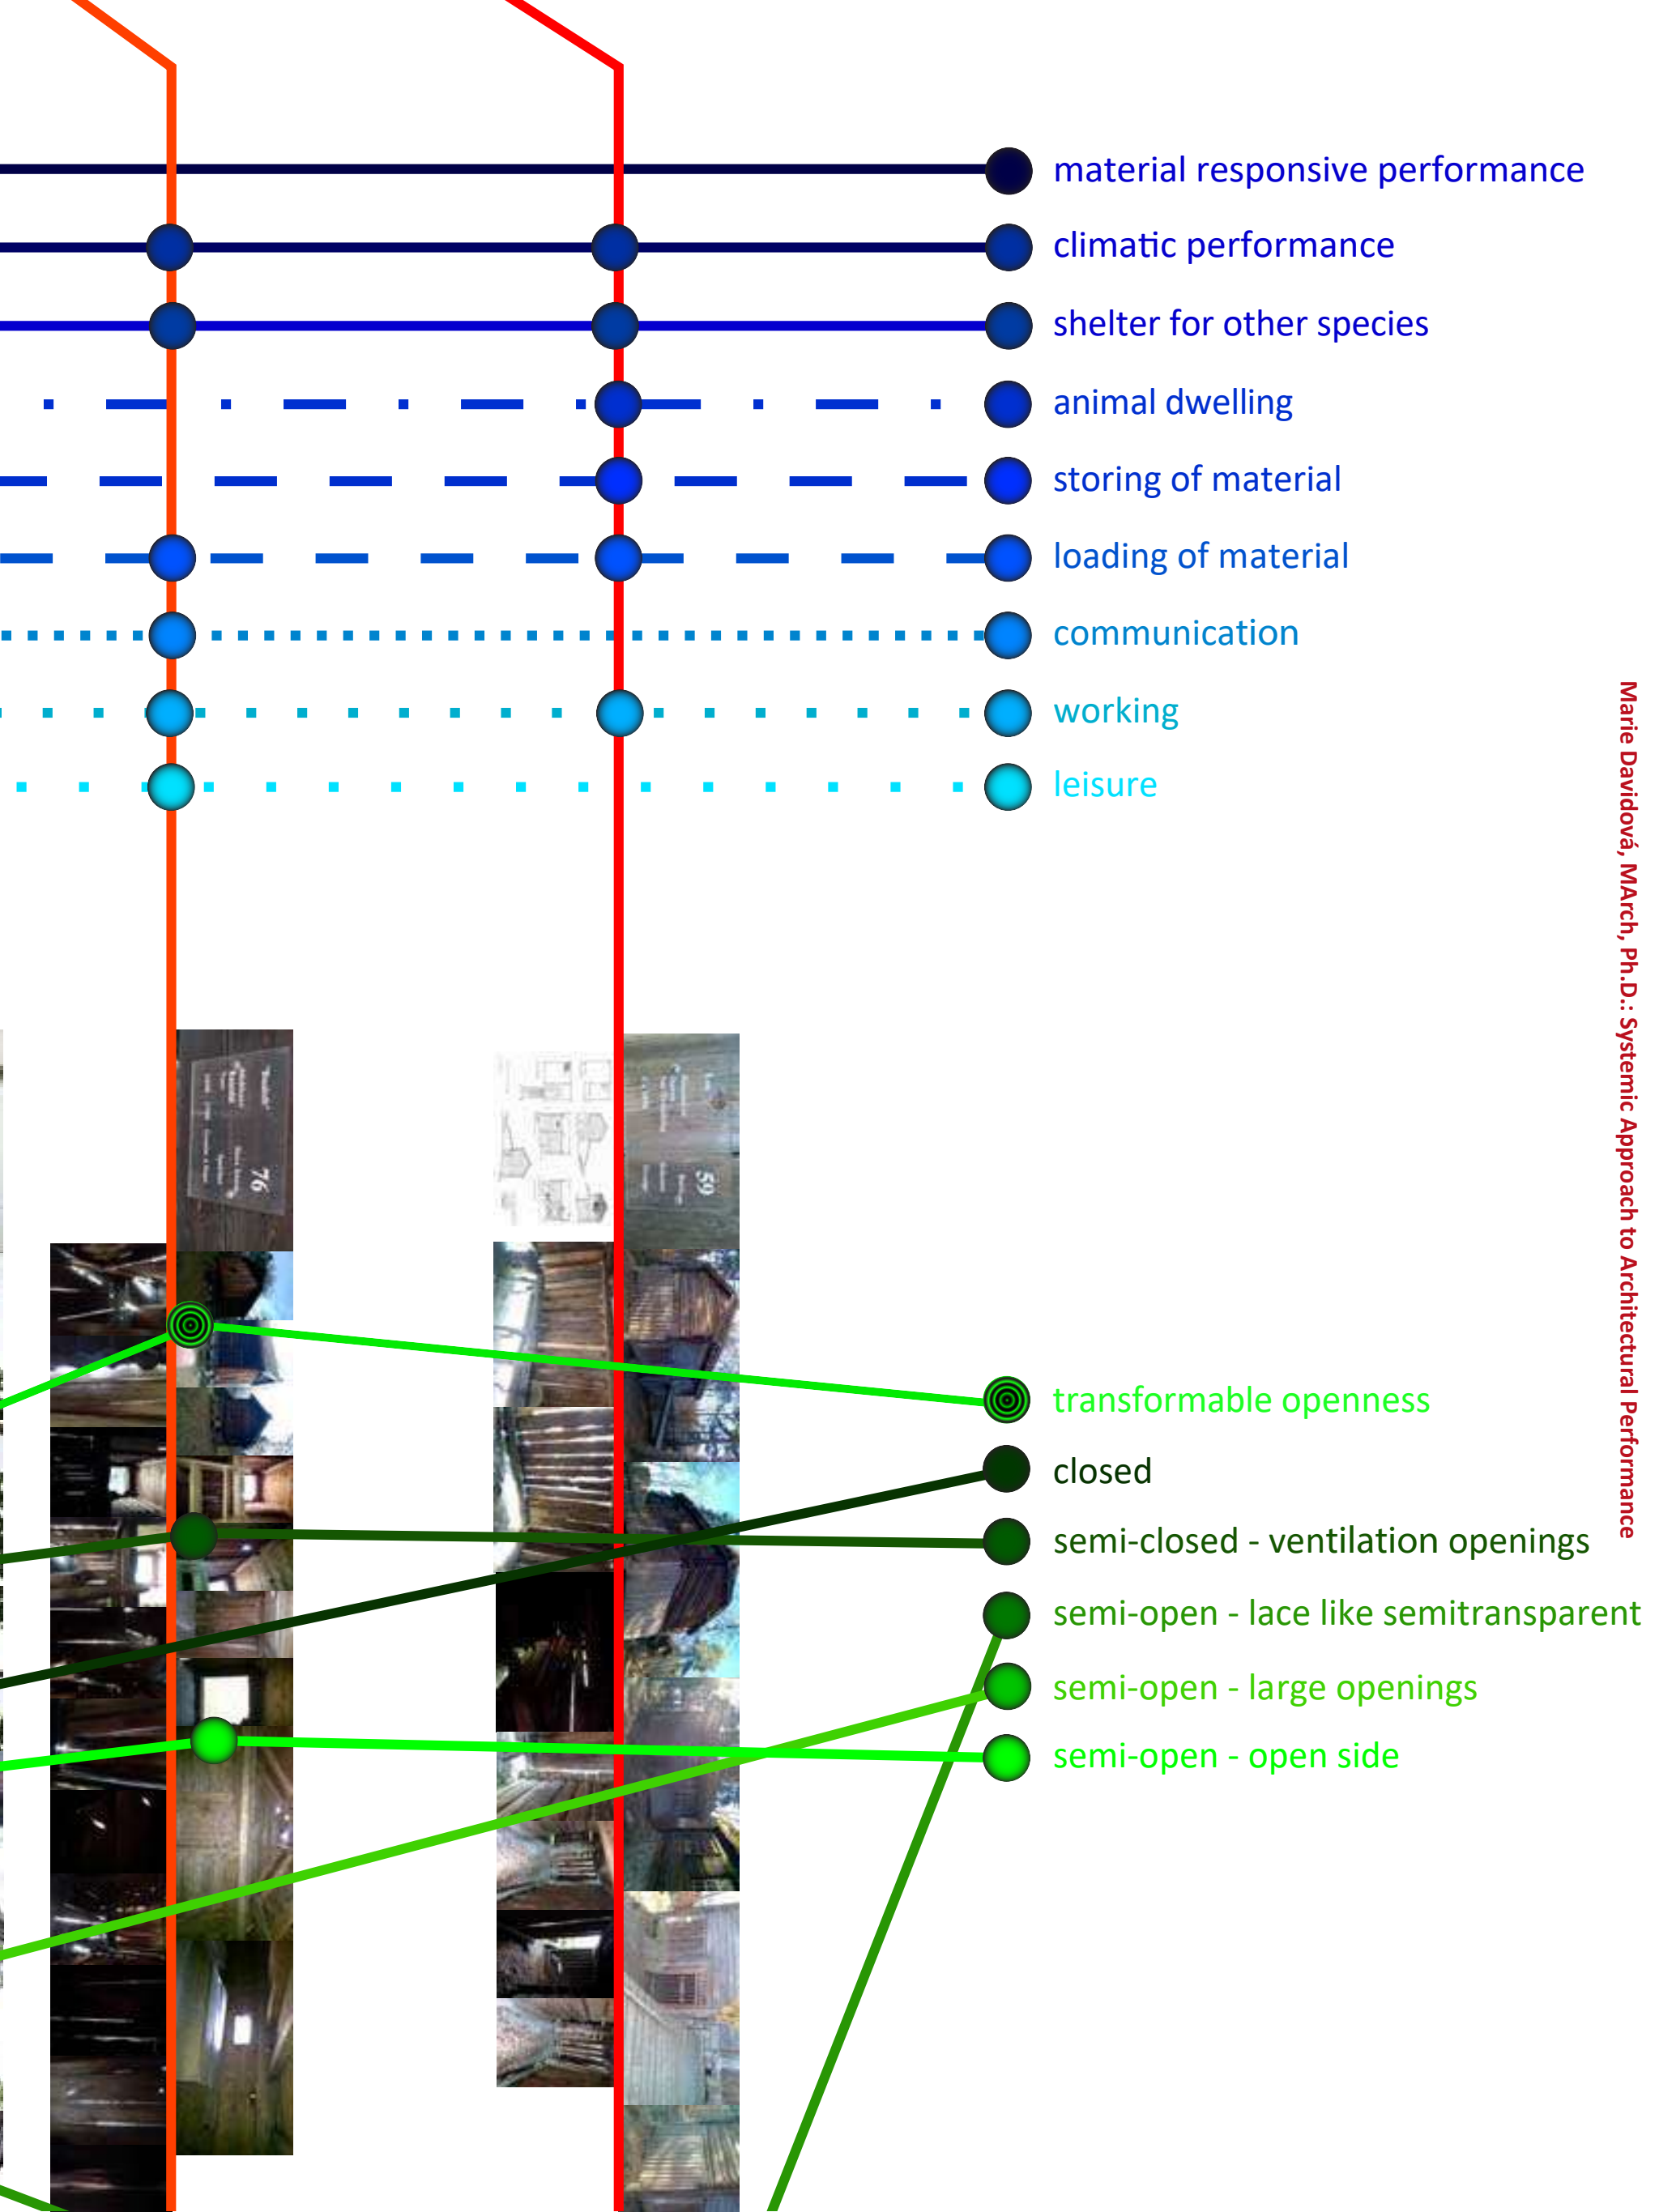 material responsive performance
climatic performance
shelter for other species
animal dwelling
storing of material
loading of material
communication
working
leisure
Marie Davidová, MArch, Ph.D.: Systemic Approach to Architectural Performance
76
59
transformable openness
closed
semi-closed - ventilation openings
semi-open - lace like semitransparent
semi-open - large openings
semi-open - open side